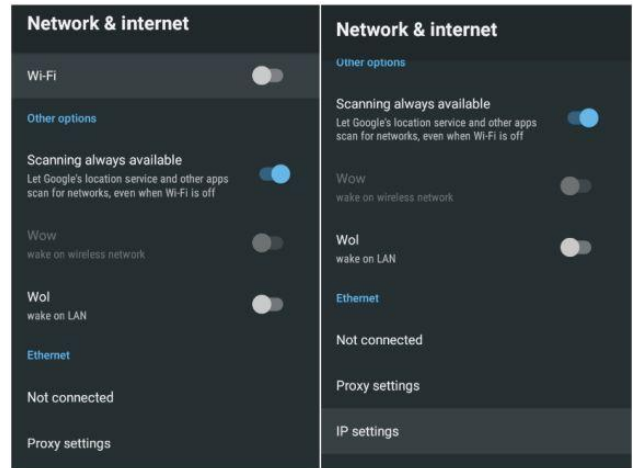 Network & internet
Wi-Fi
Other options
Scanning always available
Let Google's location service and other apps
scan for networks, even when Wi-Fi is off
Wow
wake on wireless network
Wol
wake on LAN
Ethernet
Not connected
Proxy settings
Network & internet
Other options
Scanning always available
Let Google's location service and other apps
scan for networks, even when Wi-Fi is off
Wow
wake on wireless network
Wol
wake on LAN
Ethernet
Not connected
Proxy settings
IP settings